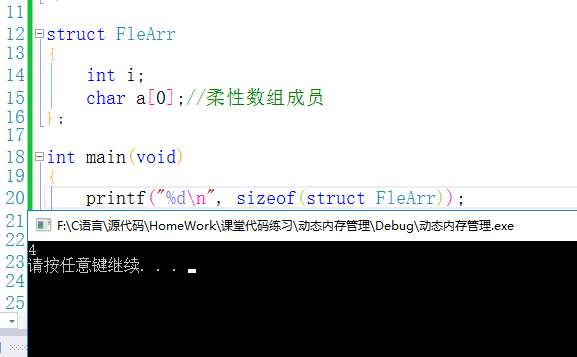 11
12 struct FleArr
13 {
14 int i;
15 char a[0];//柔性数组成员
16 };
17
18 int main(void)
19 {
20 printf("%d\n", sizeof(struct FleArr));
21 F:\C语言\源代码\HomeWork\课堂代码练习\动态内存管理\Debug\动态内存管理.exe
22 4
23 请按任意键继续. . .
24
25